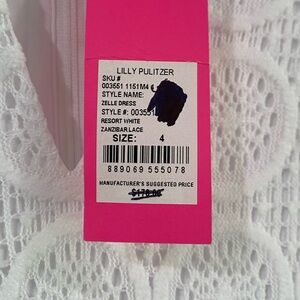 LILLY PULITZER
SKU #
003551 1151M4
STYLE NAME:
ZELLE DRESS
STYLE #: 003551
RESORT WHITE
ZANZIBAR LACE
SIZE: 4
889069 555078
MANUFACTURER'S SUGGESTED PRICE